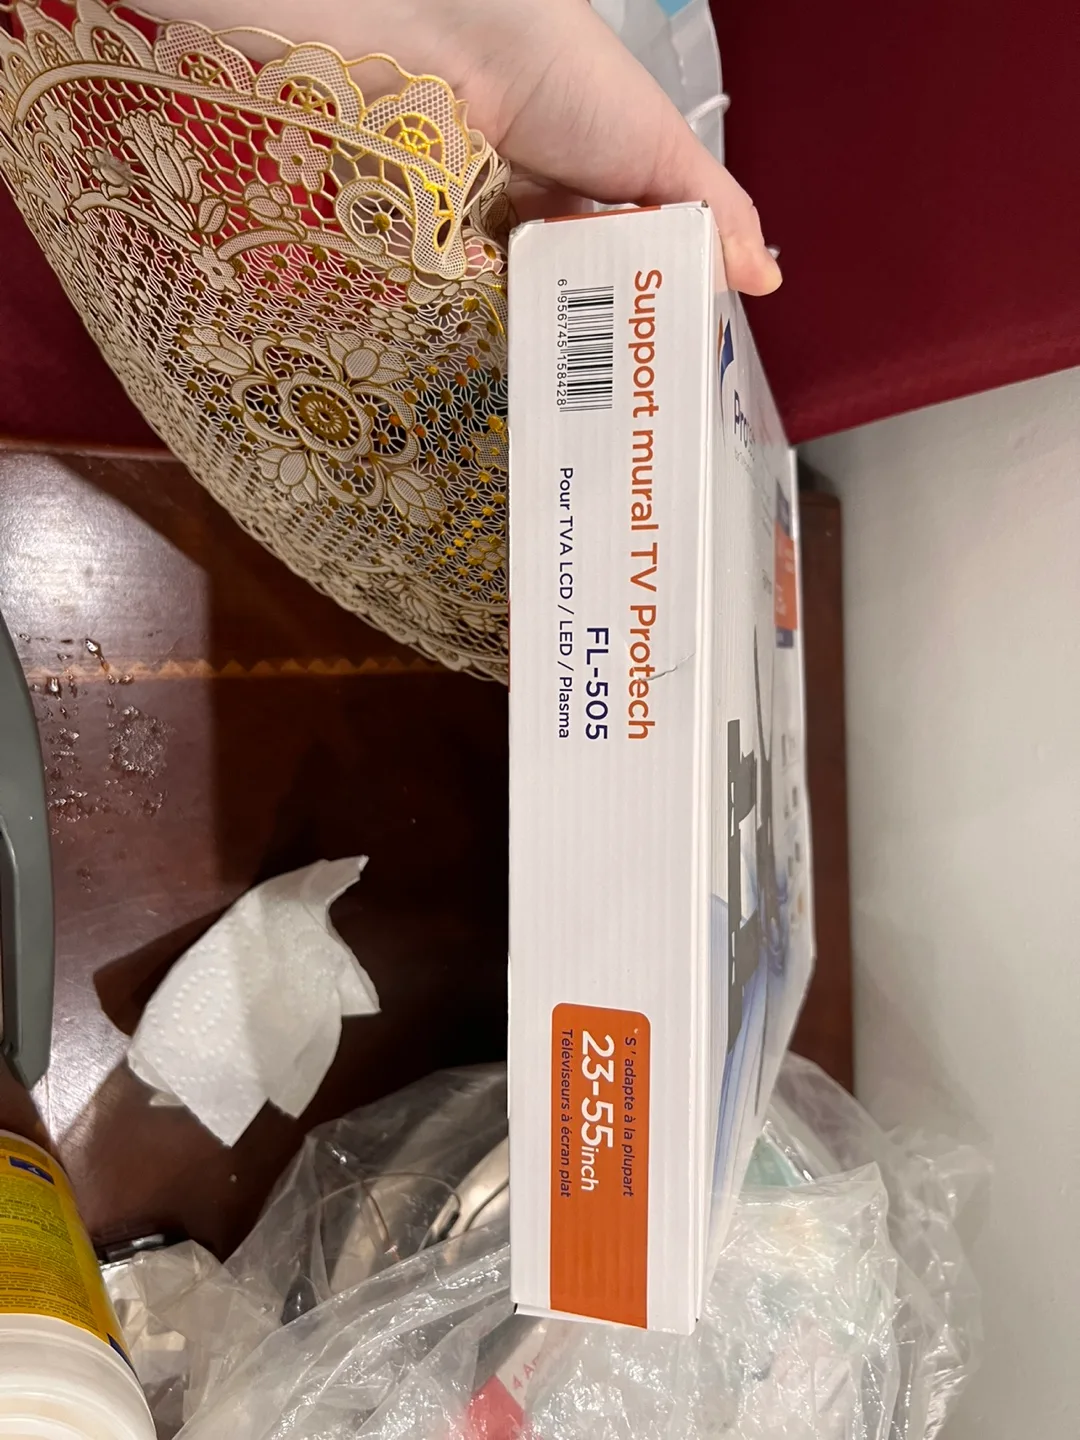 Support mural TV Protech
FL-505
Pour TVA LCD / LED / Plasma
6 956745 158428
*S'adapte à la plupart
23-55inch
Téléviseurs à écran plat